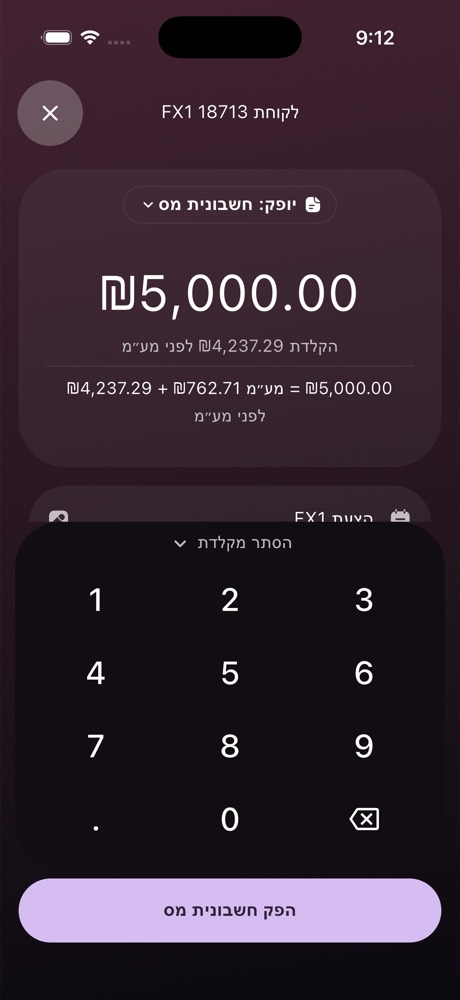 9:12
לקוחת FX1 18713
יופק: חשבונית מס
₪5,000.00
הקלדת ₪4,237.29 לפני מע״מ
₪5,000.00 = מע״מ ₪762.71 + ₪4,237.29
לפני מע״מ
הצעת FX1
הסתר מקלדת
1 2 3
4 5 6
7 8 9
. 0
הפק חשבונית מס